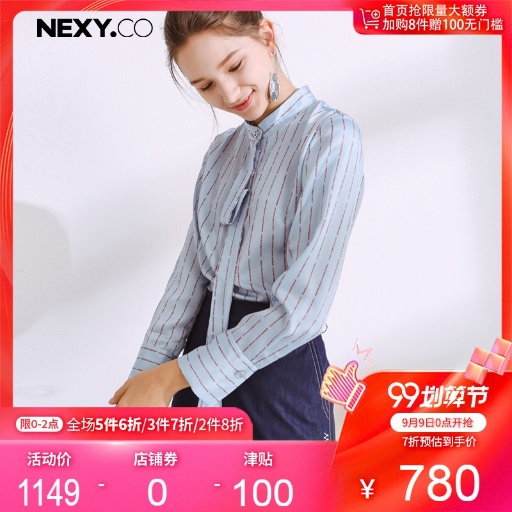 NEXY.CO
首页抢限量大额券
加购8件赠100无门槛
99划算节
9月9日0点开抢
限0-2点 全场5件6折/3件7折/2件8折
7折预估到手价
活动价 店铺券 津贴
1149 - 0 - 100 ¥ 780